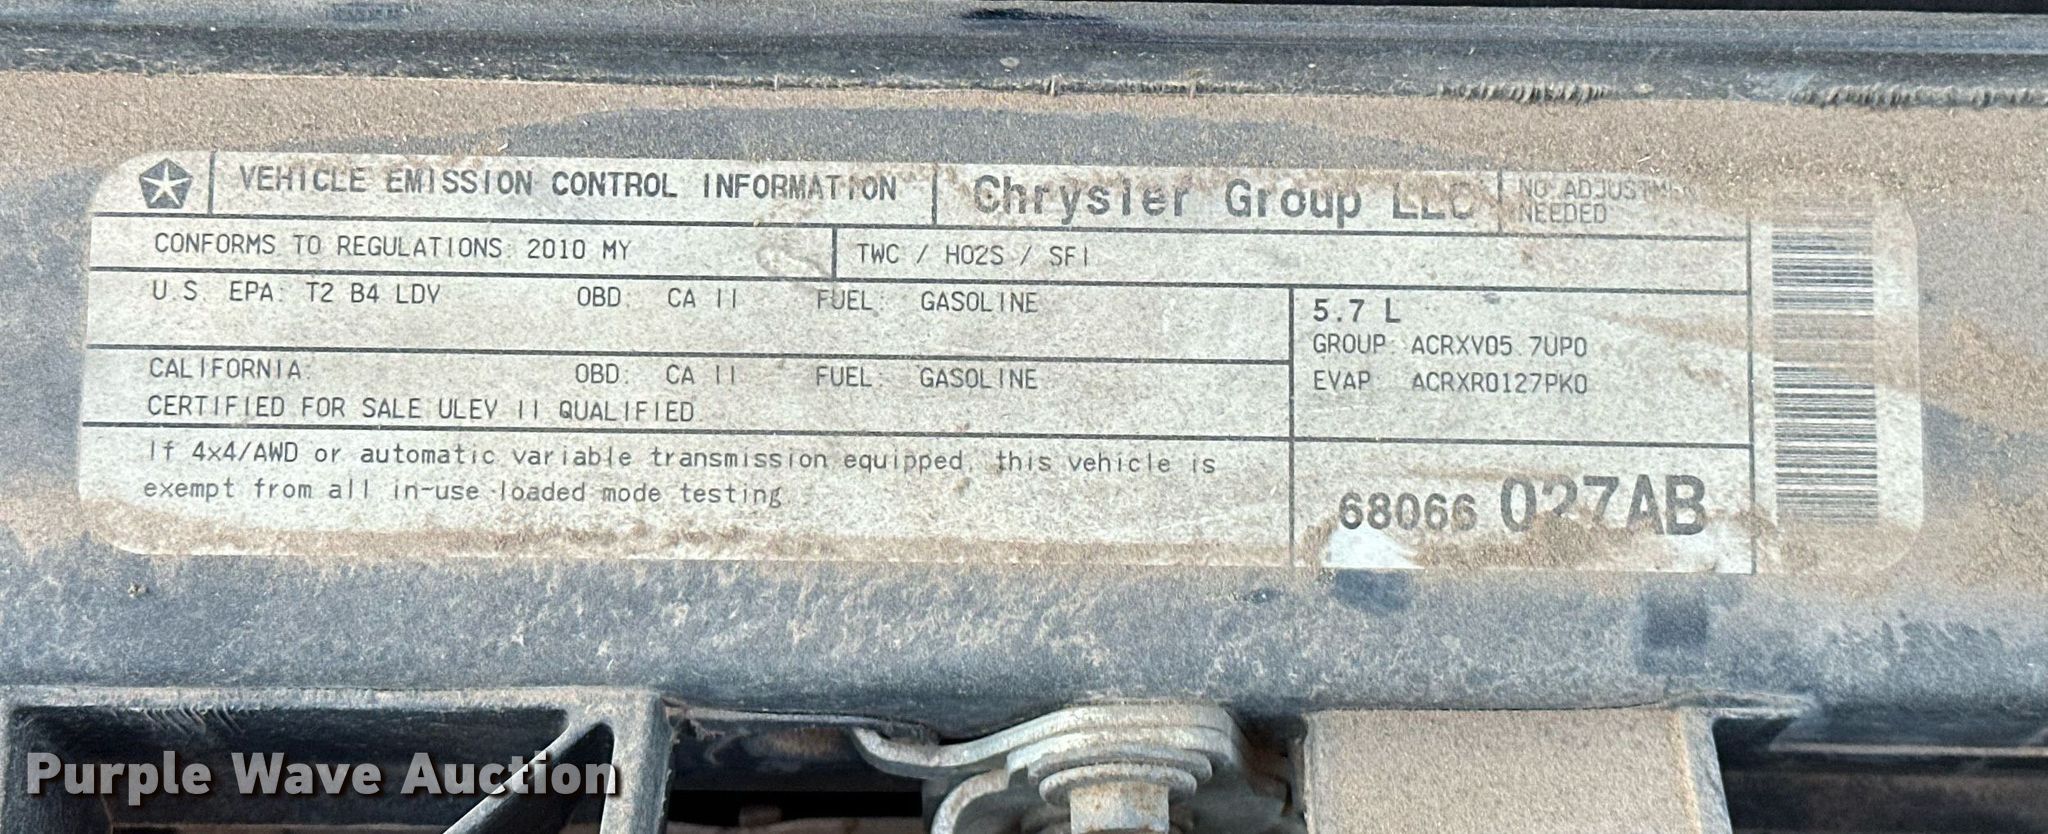 VEHICLE EMISSION CONTROL INFORMATION
Chrysler Group LLC
NO ADJUSTM
NEEDED
CONFORMS TO REGULATIONS: 2010 MY
TWC / HO2S / SFI
U.S. EPA: T2 B4 LDV OBD: CA II FUEL: GASOLINE
CALIFORNIA: OBD: CA II FUEL: GASOLINE
CERTIFIED FOR SALE ULEV II QUALIFIED.
5.7 L
GROUP: ACRXV05.7UP0
EVAP: ACRXR0127PK0
If 4x4/AWD or automatic variable transmission equipped, this vehicle is
exempt from all in-use loaded mode testing.
68066 027AB
Purple Wave Auction